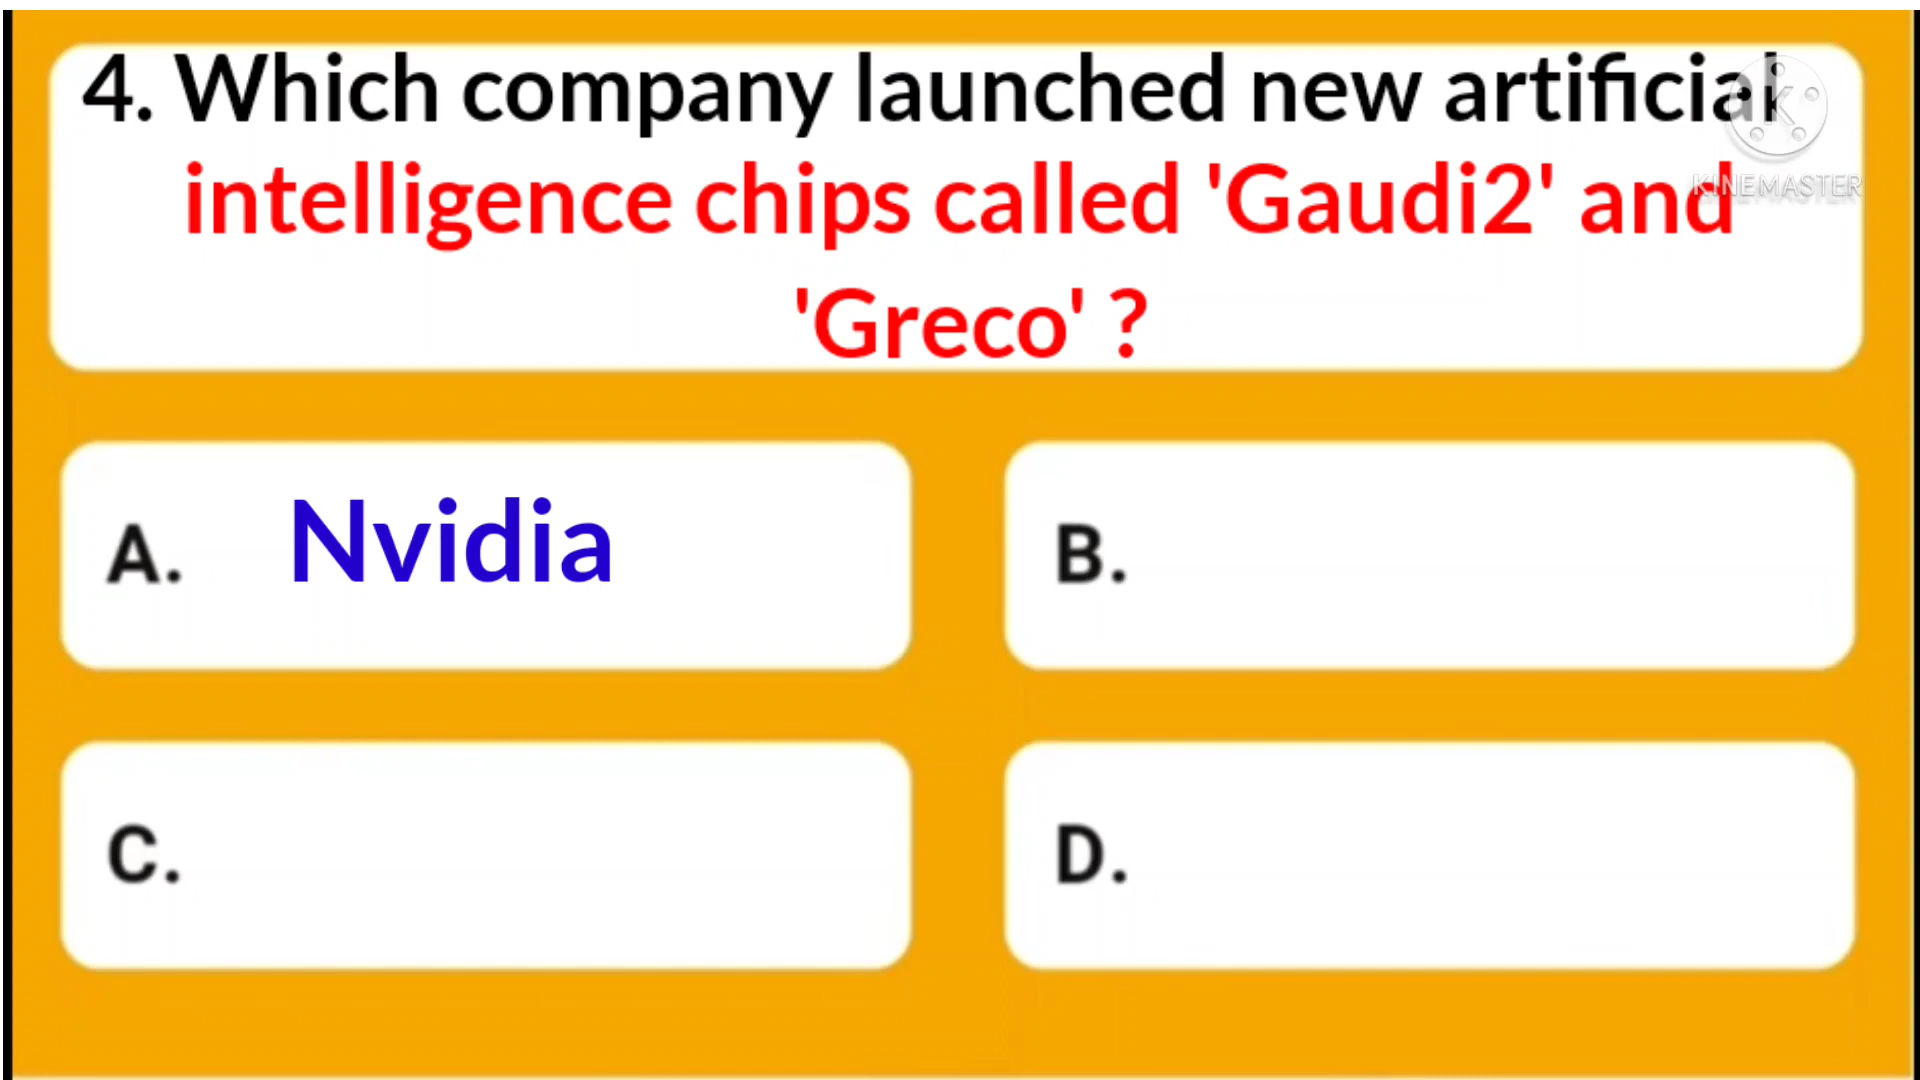 4. Which company launched new artificial
intelligence chips called 'Gaudi2' and
'Greco' ?
KINEMASTER
A. Nvidia
B.
C.
D.